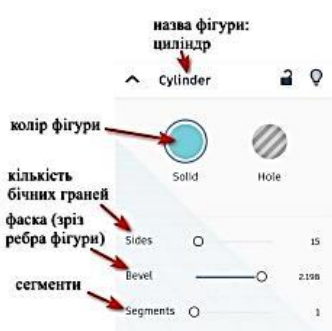 назва фігури:
циліндр
Cylinder
колір фігури
Solid
Hole
кількість
бічних граней
фаска (зріз
ребра фігури)
Sides
15
Bevel
2.198
сегменти
Segments
1